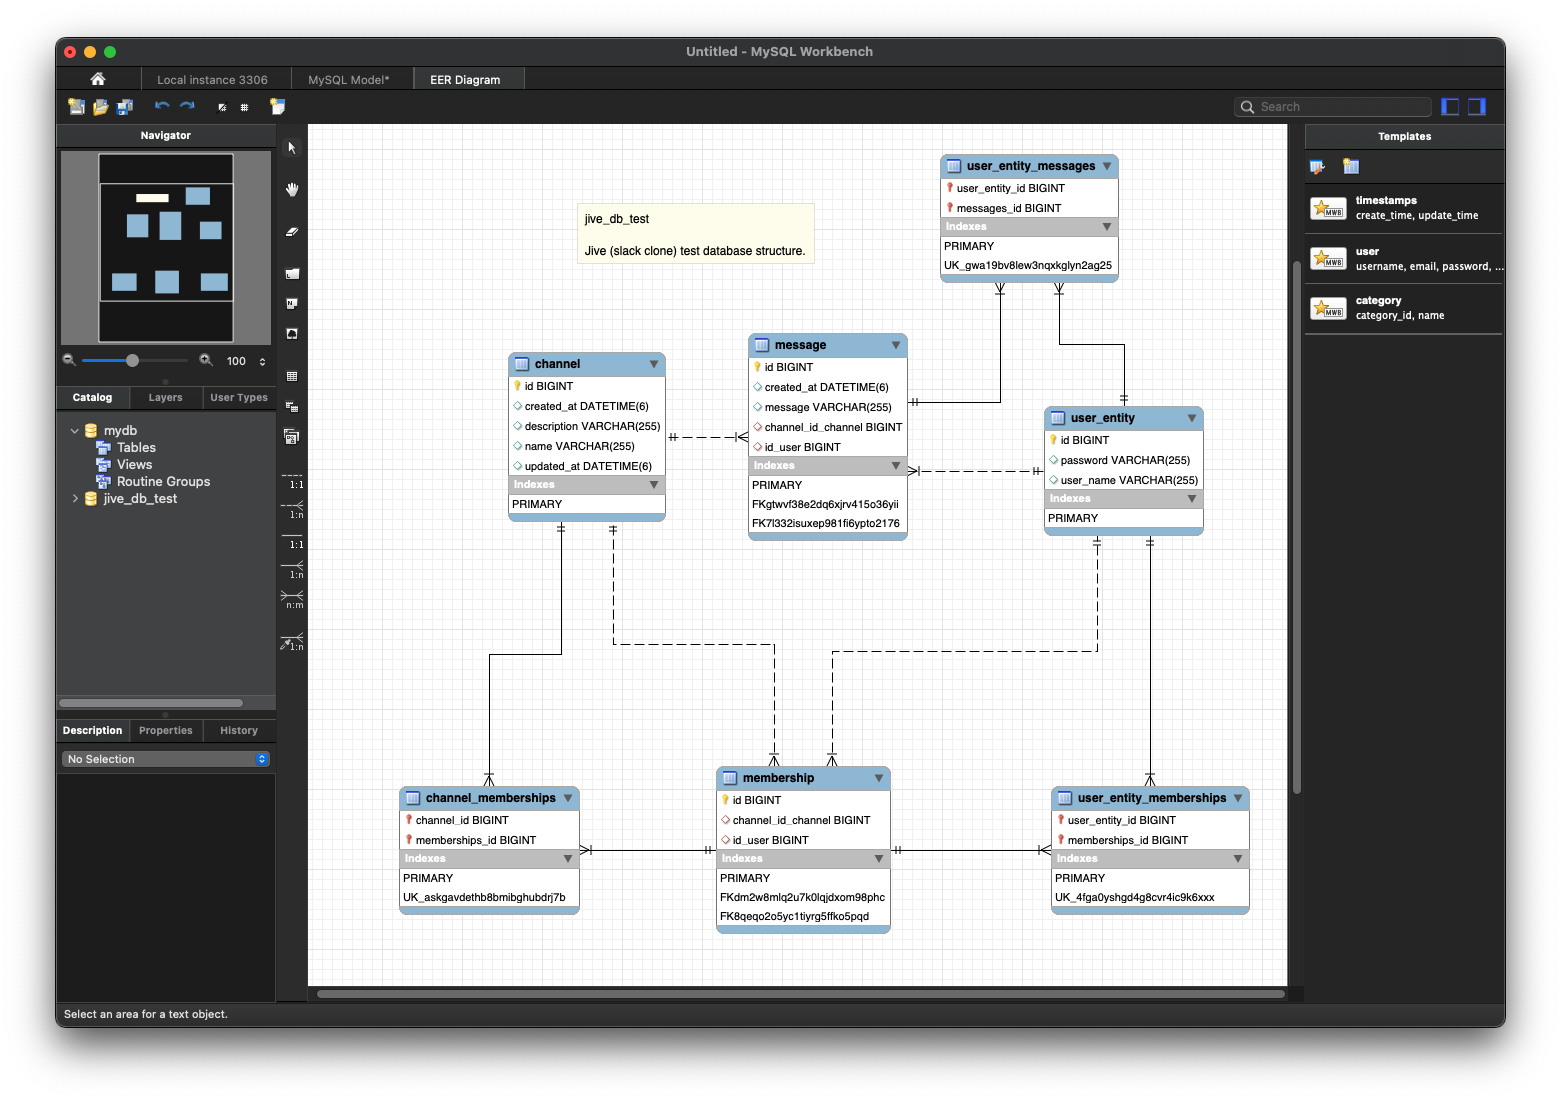 Untitled - MySQL Workbench
Local instance 3306
MySQL Model*
EER Diagram
Search
Navigator
100
Catalog
Layers
User Types
mydb
Tables
Views
Routine Groups
jive_db_test
Description
Properties
History
No Selection
1:1
1:n
1:1
1:n
n:m
1:n
jive_db_test
Jive (slack clone) test database structure.
user_entity_messages
user_entity_id BIGINT
messages_id BIGINT
Indexes
PRIMARY
UK_gwa19bv8lew3nqxkglyn2ag25
channel
id BIGINT
created_at DATETIME(6)
description VARCHAR(255)
name VARCHAR(255)
updated_at DATETIME(6)
Indexes
PRIMARY
message
id BIGINT
created_at DATETIME(6)
message VARCHAR(255)
channel_id_channel BIGINT
id_user BIGINT
Indexes
PRIMARY
FKgtwvf38e2dq6xjrv415o36yii
FK7l332isuxep981fi6ypto2176
user_entity
id BIGINT
password VARCHAR(255)
user_name VARCHAR(255)
Indexes
PRIMARY
channel_memberships
channel_id BIGINT
memberships_id BIGINT
Indexes
PRIMARY
UK_askgavdethb8bmibghubdrj7b
membership
id BIGINT
channel_id_channel BIGINT
id_user BIGINT
Indexes
PRIMARY
FKdm2w8mlq2u7k0lqjdxom98phc
FK8qeqo2o5yc1tiyrg5ffko5pqd
user_entity_memberships
user_entity_id BIGINT
memberships_id BIGINT
Indexes
PRIMARY
UK_4fga0yshgd4g8cvr4ic9k6xxx
Templates
MWB
timestamps
create_time, update_time
MWB
user
username, email, password, ...
MWB
category
category_id, name
Select an area for a text object.